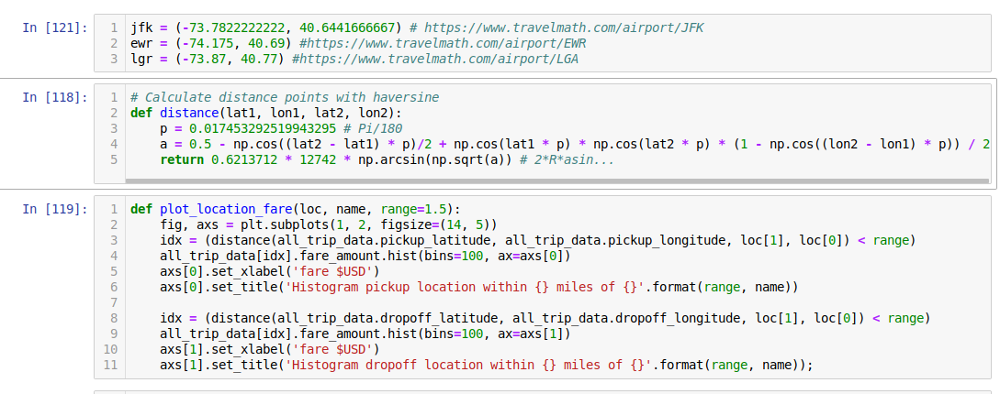 In [121]:
1 jfk = (-73.7822222222, 40.6441666667) # https://www.travelmath.com/airport/JFK
2 ewr = (-74.175, 40.69) #https://www.travelmath.com/airport/EWR
3 lgr = (-73.87, 40.77) #https://www.travelmath.com/airport/LGA
In [118]:
1 # Calculate distance points with haversine
2 def distance(lat1, lon1, lat2, lon2):
3     p = 0.017453292519943295 # Pi/180
4     a = 0.5 - np.cos((lat2 - lat1) * p)/2 + np.cos(lat1 * p) * np.cos(lat2 * p) * (1 - np.cos((lon2 - lon1) * p)) / 2
5     return 0.6213712 * 12742 * np.arcsin(np.sqrt(a)) # 2*R*asin...
In [119]:
1 def plot_location_fare(loc, name, range=1.5):
2     fig, axs = plt.subplots(1, 2, figsize=(14, 5))
3     idx = (distance(all_trip_data.pickup_latitude, all_trip_data.pickup_longitude, loc[1], loc[0]) < range)
4     all_trip_data[idx].fare_amount.hist(bins=100, ax=axs[0])
5     axs[0].set_xlabel('fare $USD')
6     axs[0].set_title('Histogram pickup location within {} miles of {}'.format(range, name))
7
8     idx = (distance(all_trip_data.dropoff_latitude, all_trip_data.dropoff_longitude, loc[1], loc[0]) < range)
9     all_trip_data[idx].fare_amount.hist(bins=100, ax=axs[1])
10     axs[1].set_xlabel('fare $USD')
11     axs[1].set_title('Histogram dropoff location within {} miles of {}'.format(range, name));